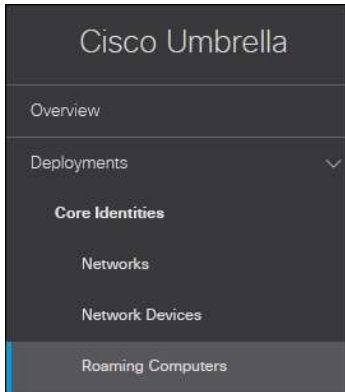 Cisco Umbrella
Overview
Deployments
Core Identities
Networks
Network Devices
Roaming Computers